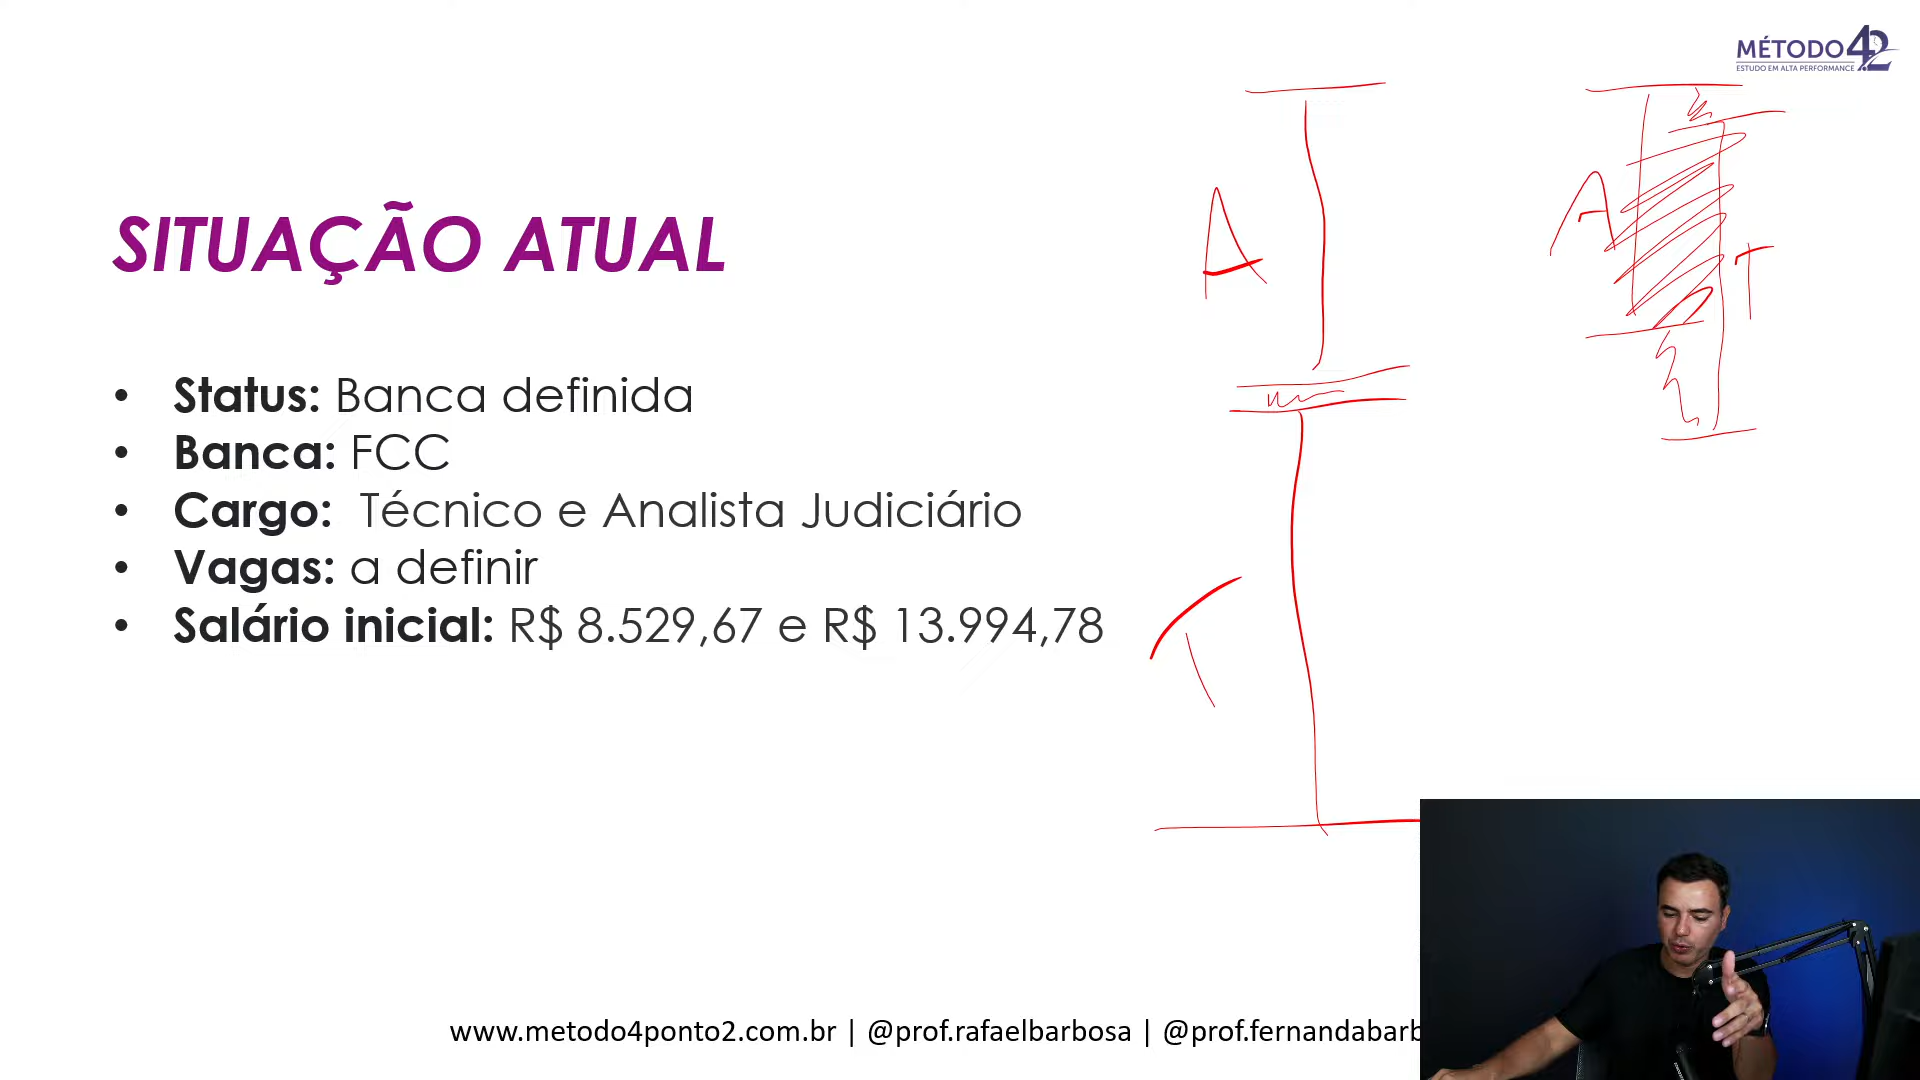 MÉTODO 4.2
ESTUDO EM ALTA PERFORMANCE
SITUAÇÃO ATUAL
• Status: Banca definida
• Banca: FCC
• Cargo: Técnico e Analista Judiciário
• Vagas: a definir
• Salário inicial: R$ 8.529,67 e R$ 13.994,78
A
T
A
T
www.metodo4ponto2.com.br | @prof.rafaelbarbosa | @prof.fernandabarb